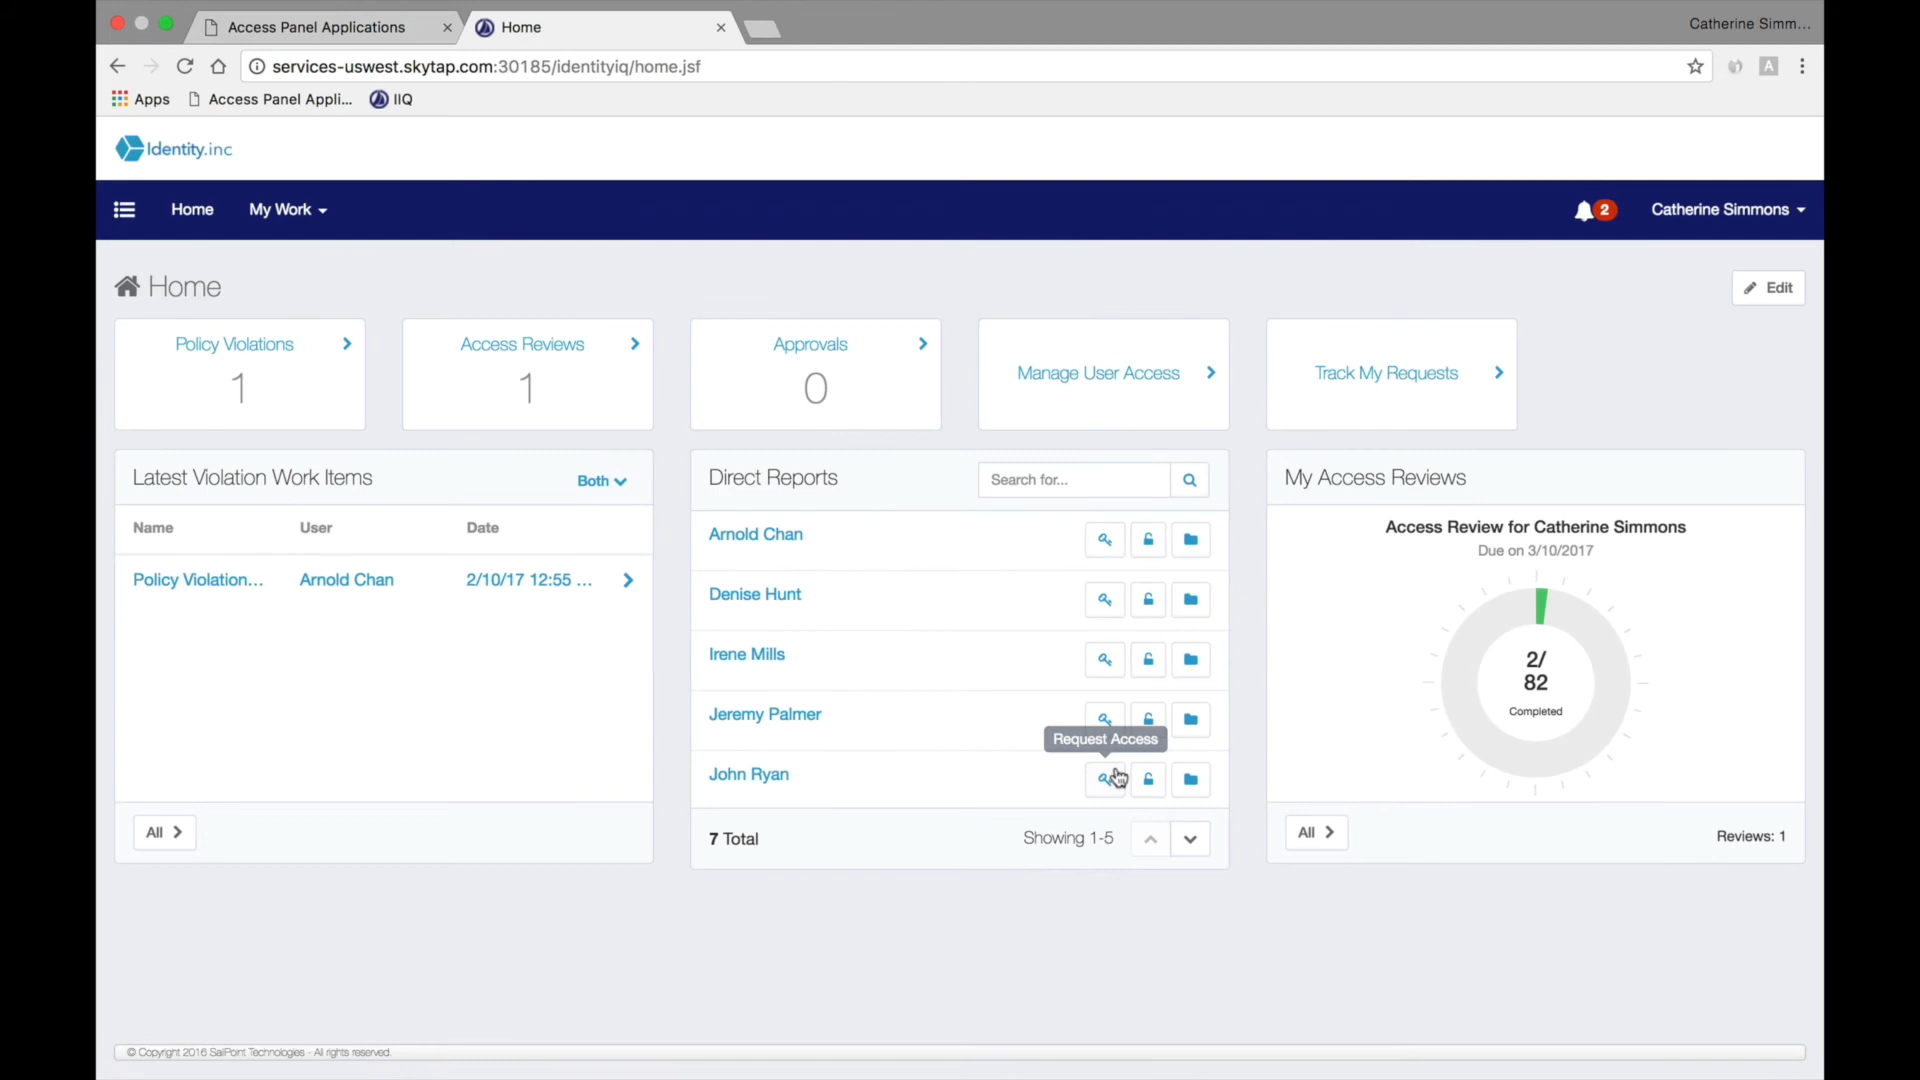 Access Panel Applications
Home
Catherine Simm...
services-uswest.skytap.com:30185/identityiq/home.jsf
A
Apps
Access Panel Appli...
IIQ
Identity.inc
Home
My Work
2
Catherine Simmons
Home
Edit
Policy Violations
1
Access Reviews
1
Approvals
0
Manage User Access
Track My Requests
Latest Violation Work Items
Both
Name User Date
Policy Violation... Arnold Chan 2/10/17 12:55 ...
All
Direct Reports
Search for...
Arnold Chan
Denise Hunt
Irene Mills
Jeremy Palmer
Request Access
John Ryan
7 Total
Showing 1-5
My Access Reviews
Access Review for Catherine Simmons
Due on 3/10/2017
2/
82
Completed
All
Reviews: 1
© Copyright 2016 SailPoint Technologies - All rights reserved.